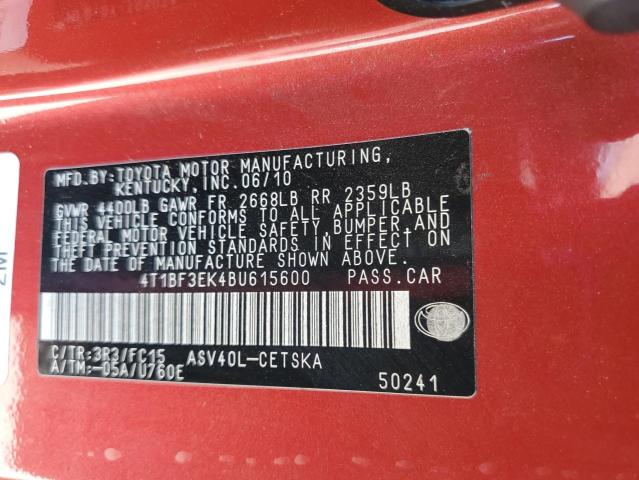 MFD.BY:TOYOTA MOTOR MANUFACTURING,
KENTUCKY, INC.06/10
GVWR 4400LB GAWR FR 2668LB RR 2359LB
THIS VEHICLE CONFORMS TO ALL APPLICABLE
FEDERAL MOTOR VEHICLE SAFETY,BUMPER,AND
THEFT PREVENTION STANDARDS IN EFFECT ON
THE DATE OF MANUFACTURE SHOWN ABOVE.
4T1BF3EK4BU615600 PASS.CAR
C/TR:3R3/FC15 ASV40L-CETSKA
A/TM:-05A/U760E
50241